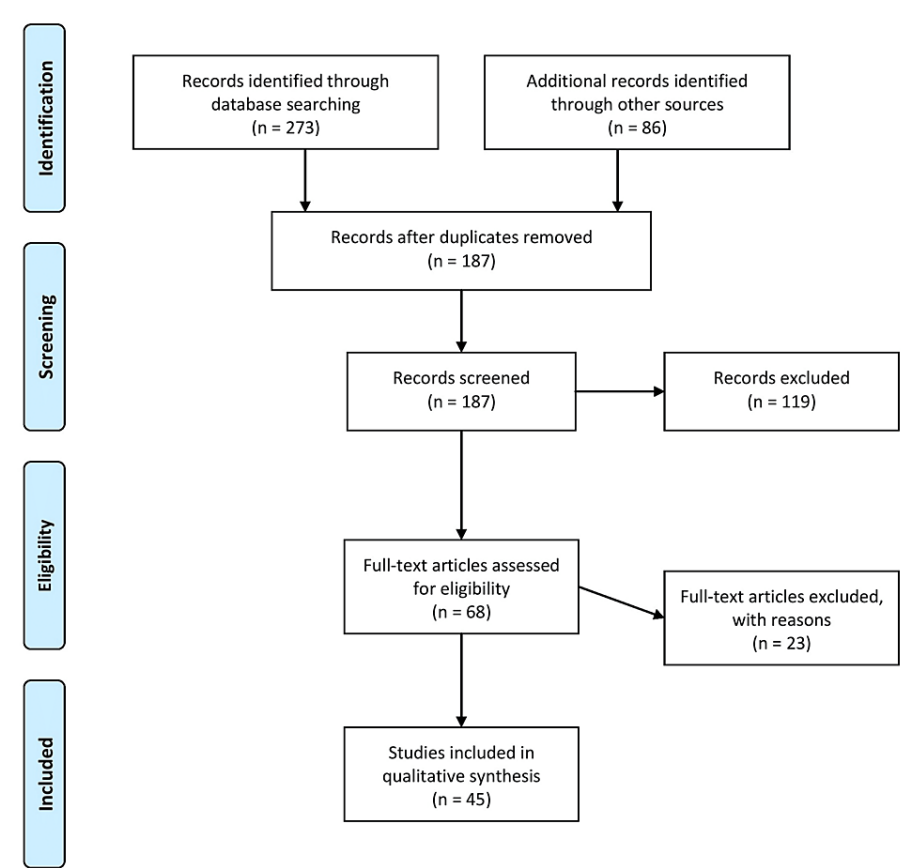 Identification
Records identified through
database searching
(n = 273)
Additional records identified
through other sources
(n = 86)
Records after duplicates removed
(n = 187)
Screening
Records screened
(n = 187)
Records excluded
(n = 119)
Eligibility
Full-text articles assessed
for eligibility
(n = 68)
Full-text articles excluded,
with reasons
(n = 23)
Included
Studies included in
qualitative synthesis
(n = 45)